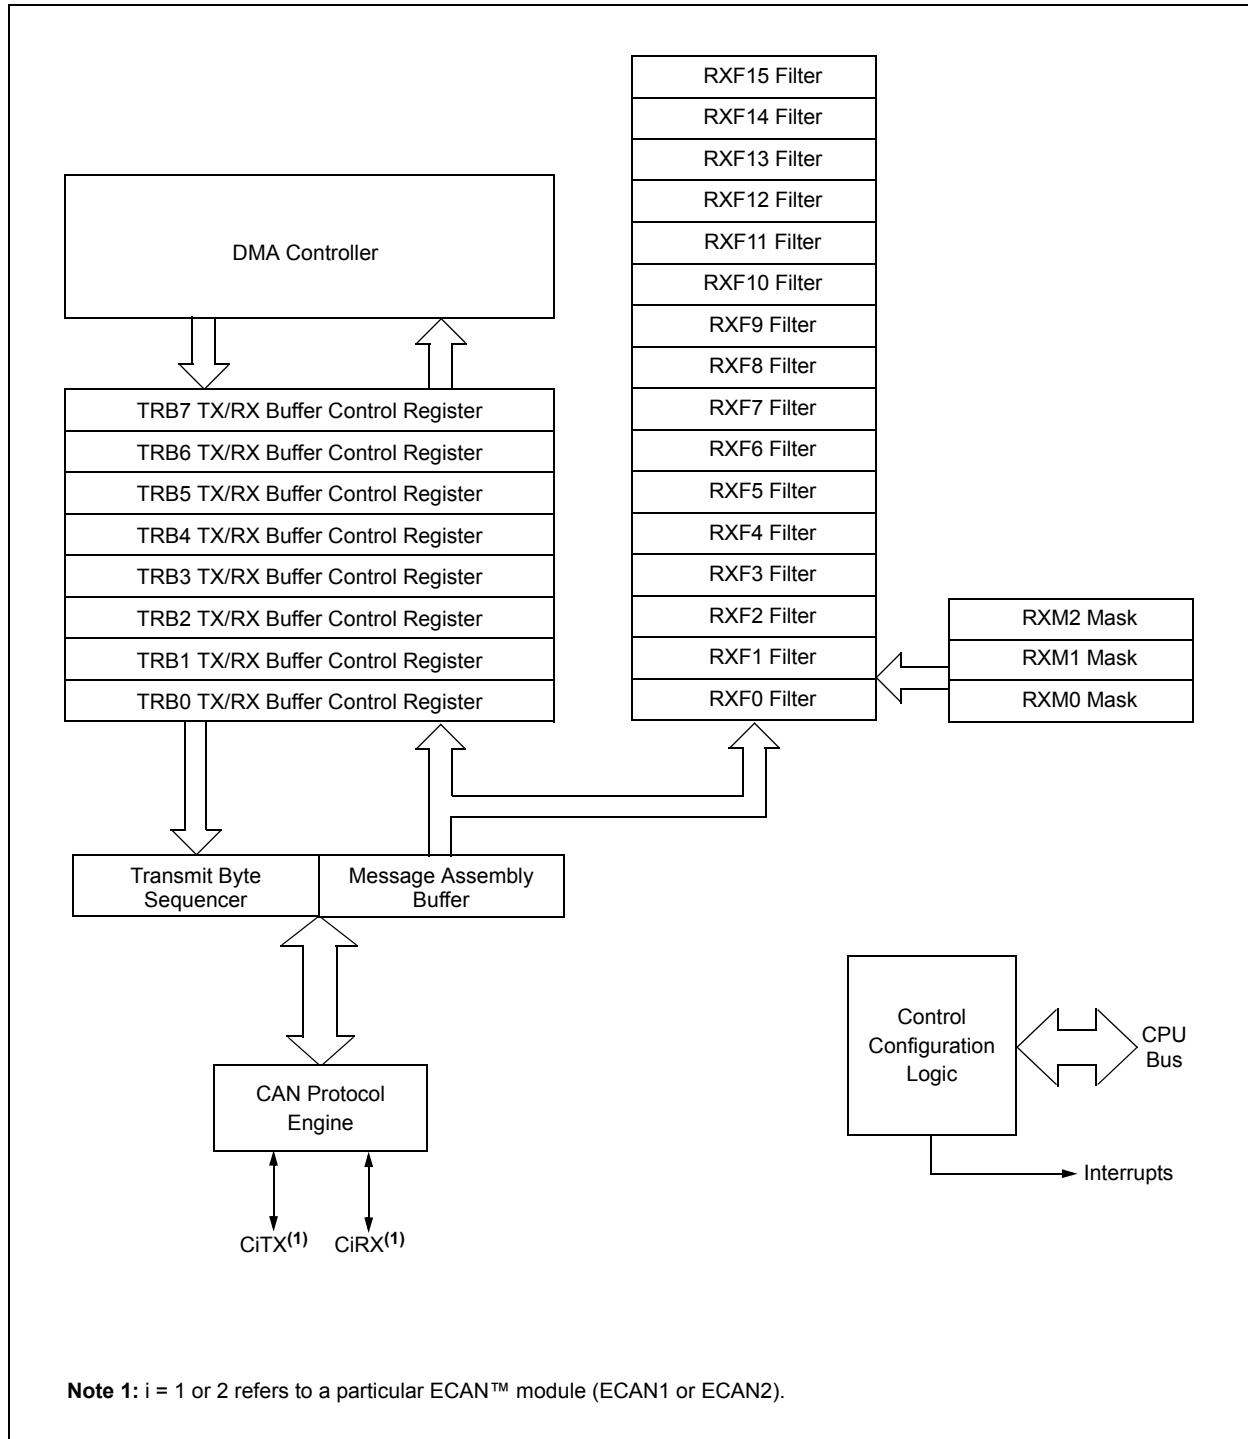 RXF15 Filter
RXF14 Filter
RXF13 Filter
RXF12 Filter
RXF11 Filter
RXF10 Filter
RXF9 Filter
RXF8 Filter
RXF7 Filter
RXF6 Filter
RXF5 Filter
RXF4 Filter
RXF3 Filter
RXF2 Filter
RXF1 Filter
RXF0 Filter
DMA Controller
TRB7 TX/RX Buffer Control Register
TRB6 TX/RX Buffer Control Register
TRB5 TX/RX Buffer Control Register
TRB4 TX/RX Buffer Control Register
TRB3 TX/RX Buffer Control Register
TRB2 TX/RX Buffer Control Register
TRB1 TX/RX Buffer Control Register
TRB0 TX/RX Buffer Control Register
RXM2 Mask
RXM1 Mask
RXM0 Mask
Transmit Byte
Sequencer
Message Assembly
Buffer
Control
Configuration
Logic
CPU
Bus
CAN Protocol
Engine
Interrupts
CiTX(1)
CiRX(1)
Note 1: i = 1 or 2 refers to a particular ECAN™ module (ECAN1 or ECAN2).